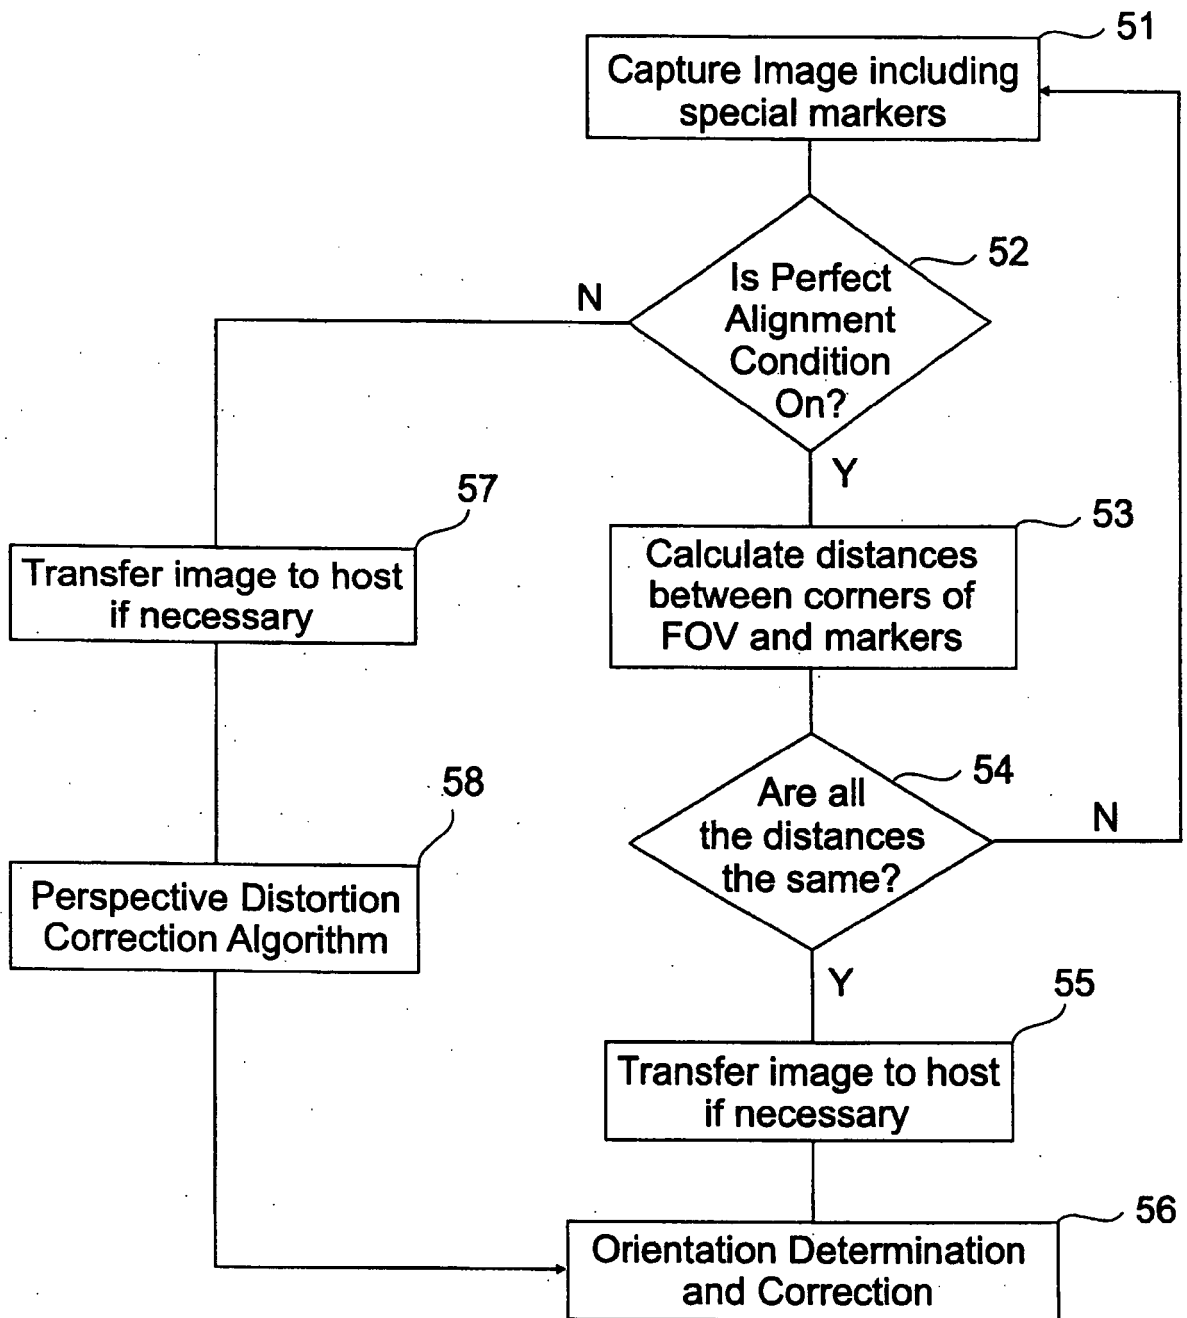 51
Capture Image including
special markers
52
Is Perfect
Alignment
Condition
On?
N
Y
57
Transfer image to host
if necessary
53
Calculate distances
between corners of
FOV and markers
54
Are all
the distances
the same?
N
58
Perspective Distortion
Correction Algorithm
Y
55
Transfer image to host
if necessary
56
Orientation Determination
and Correction